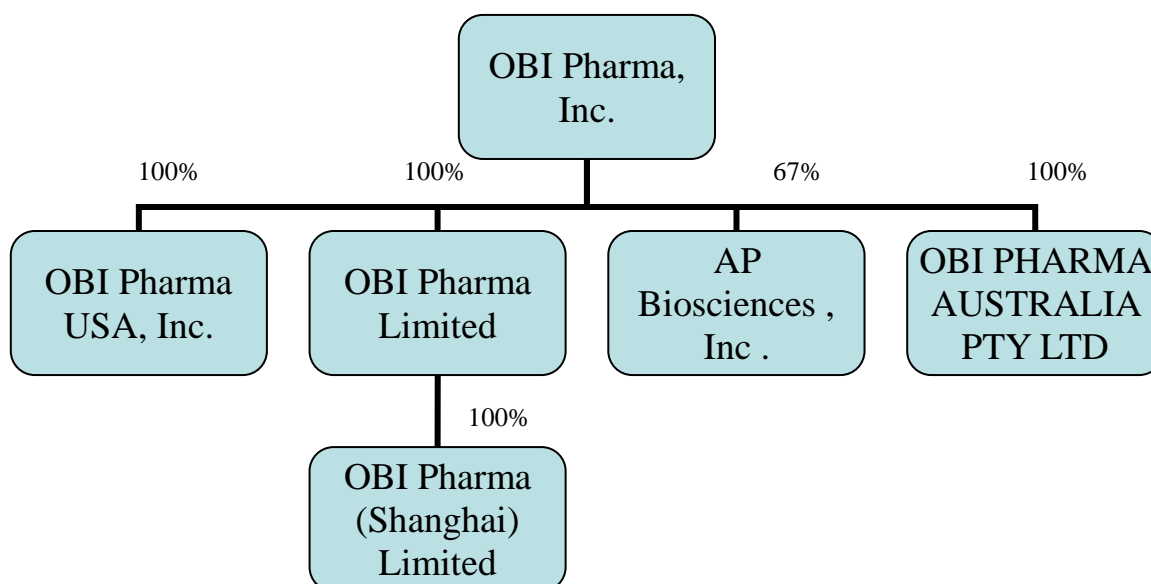 OBI Pharma,
Inc.
100%
100%
67%
100%
OBI Pharma
USA, Inc.
OBI Pharma
Limited
AP
Biosciences ,
Inc .
OBI PHARMA
AUSTRALIA
PTY LTD
100%
OBI Pharma
(Shanghai)
Limited